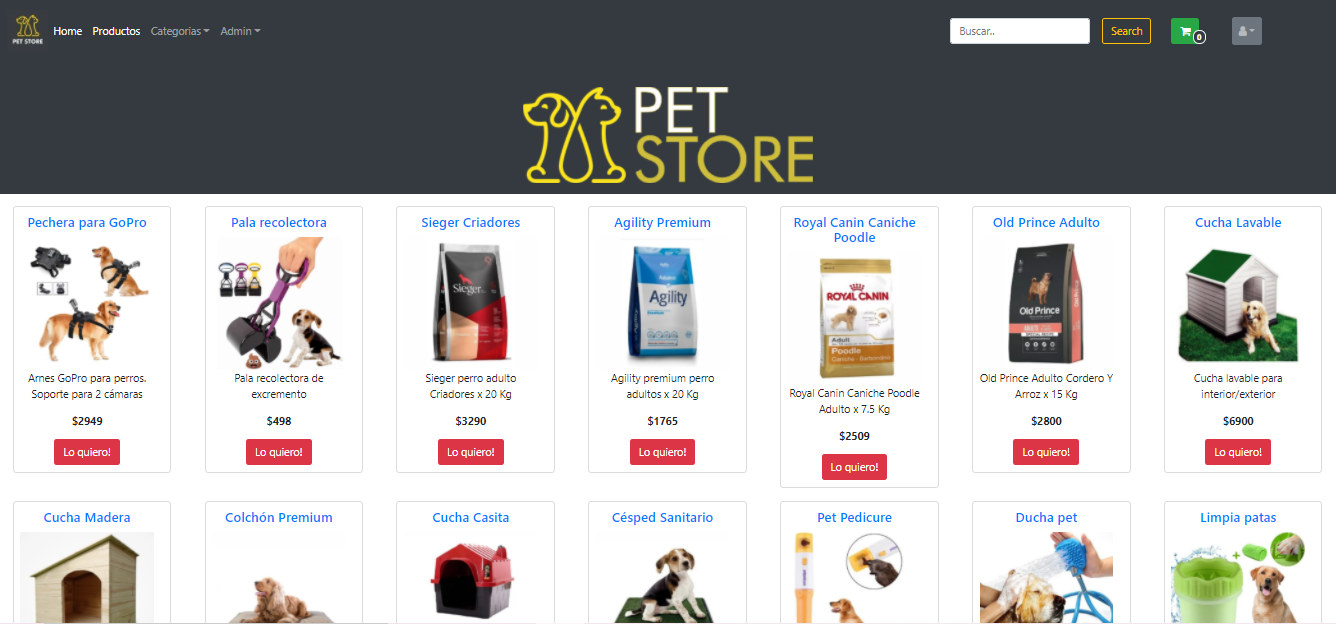 PET STORE
Home
Productos
Categorias
Admin
Buscar..
Search
0
PET
STORE
Pechera para GoPro
Arnes GoPro para perros.
Soporte para 2 cámaras
$2949
Lo quiero!
Pala recolectora
Pala recolectora de
excremento
$498
Lo quiero!
Sieger Criadores
Sieger
Sieger perro adulto
Criadores x 20 Kg
$3290
Lo quiero!
Agility Premium
Agility
Agility premium perro
adultos x 20 Kg
$1765
Lo quiero!
Royal Canin Caniche
Poodle
ROYAL CANIN
Adult
Poodle
Royal Canin Caniche Poodle
Adulto x 7.5 Kg
$2509
Lo quiero!
Old Prince Adulto
Old Prince
Old Prince Adulto Cordero Y
Arroz x 15 Kg
$2800
Lo quiero!
Cucha Lavable
Cucha lavable para
interior/exterior
$6900
Lo quiero!
Cucha Madera
Colchón Premium
Cucha Casita
Césped Sanitario
Pet Pedicure
Ducha pet
Limpia patas